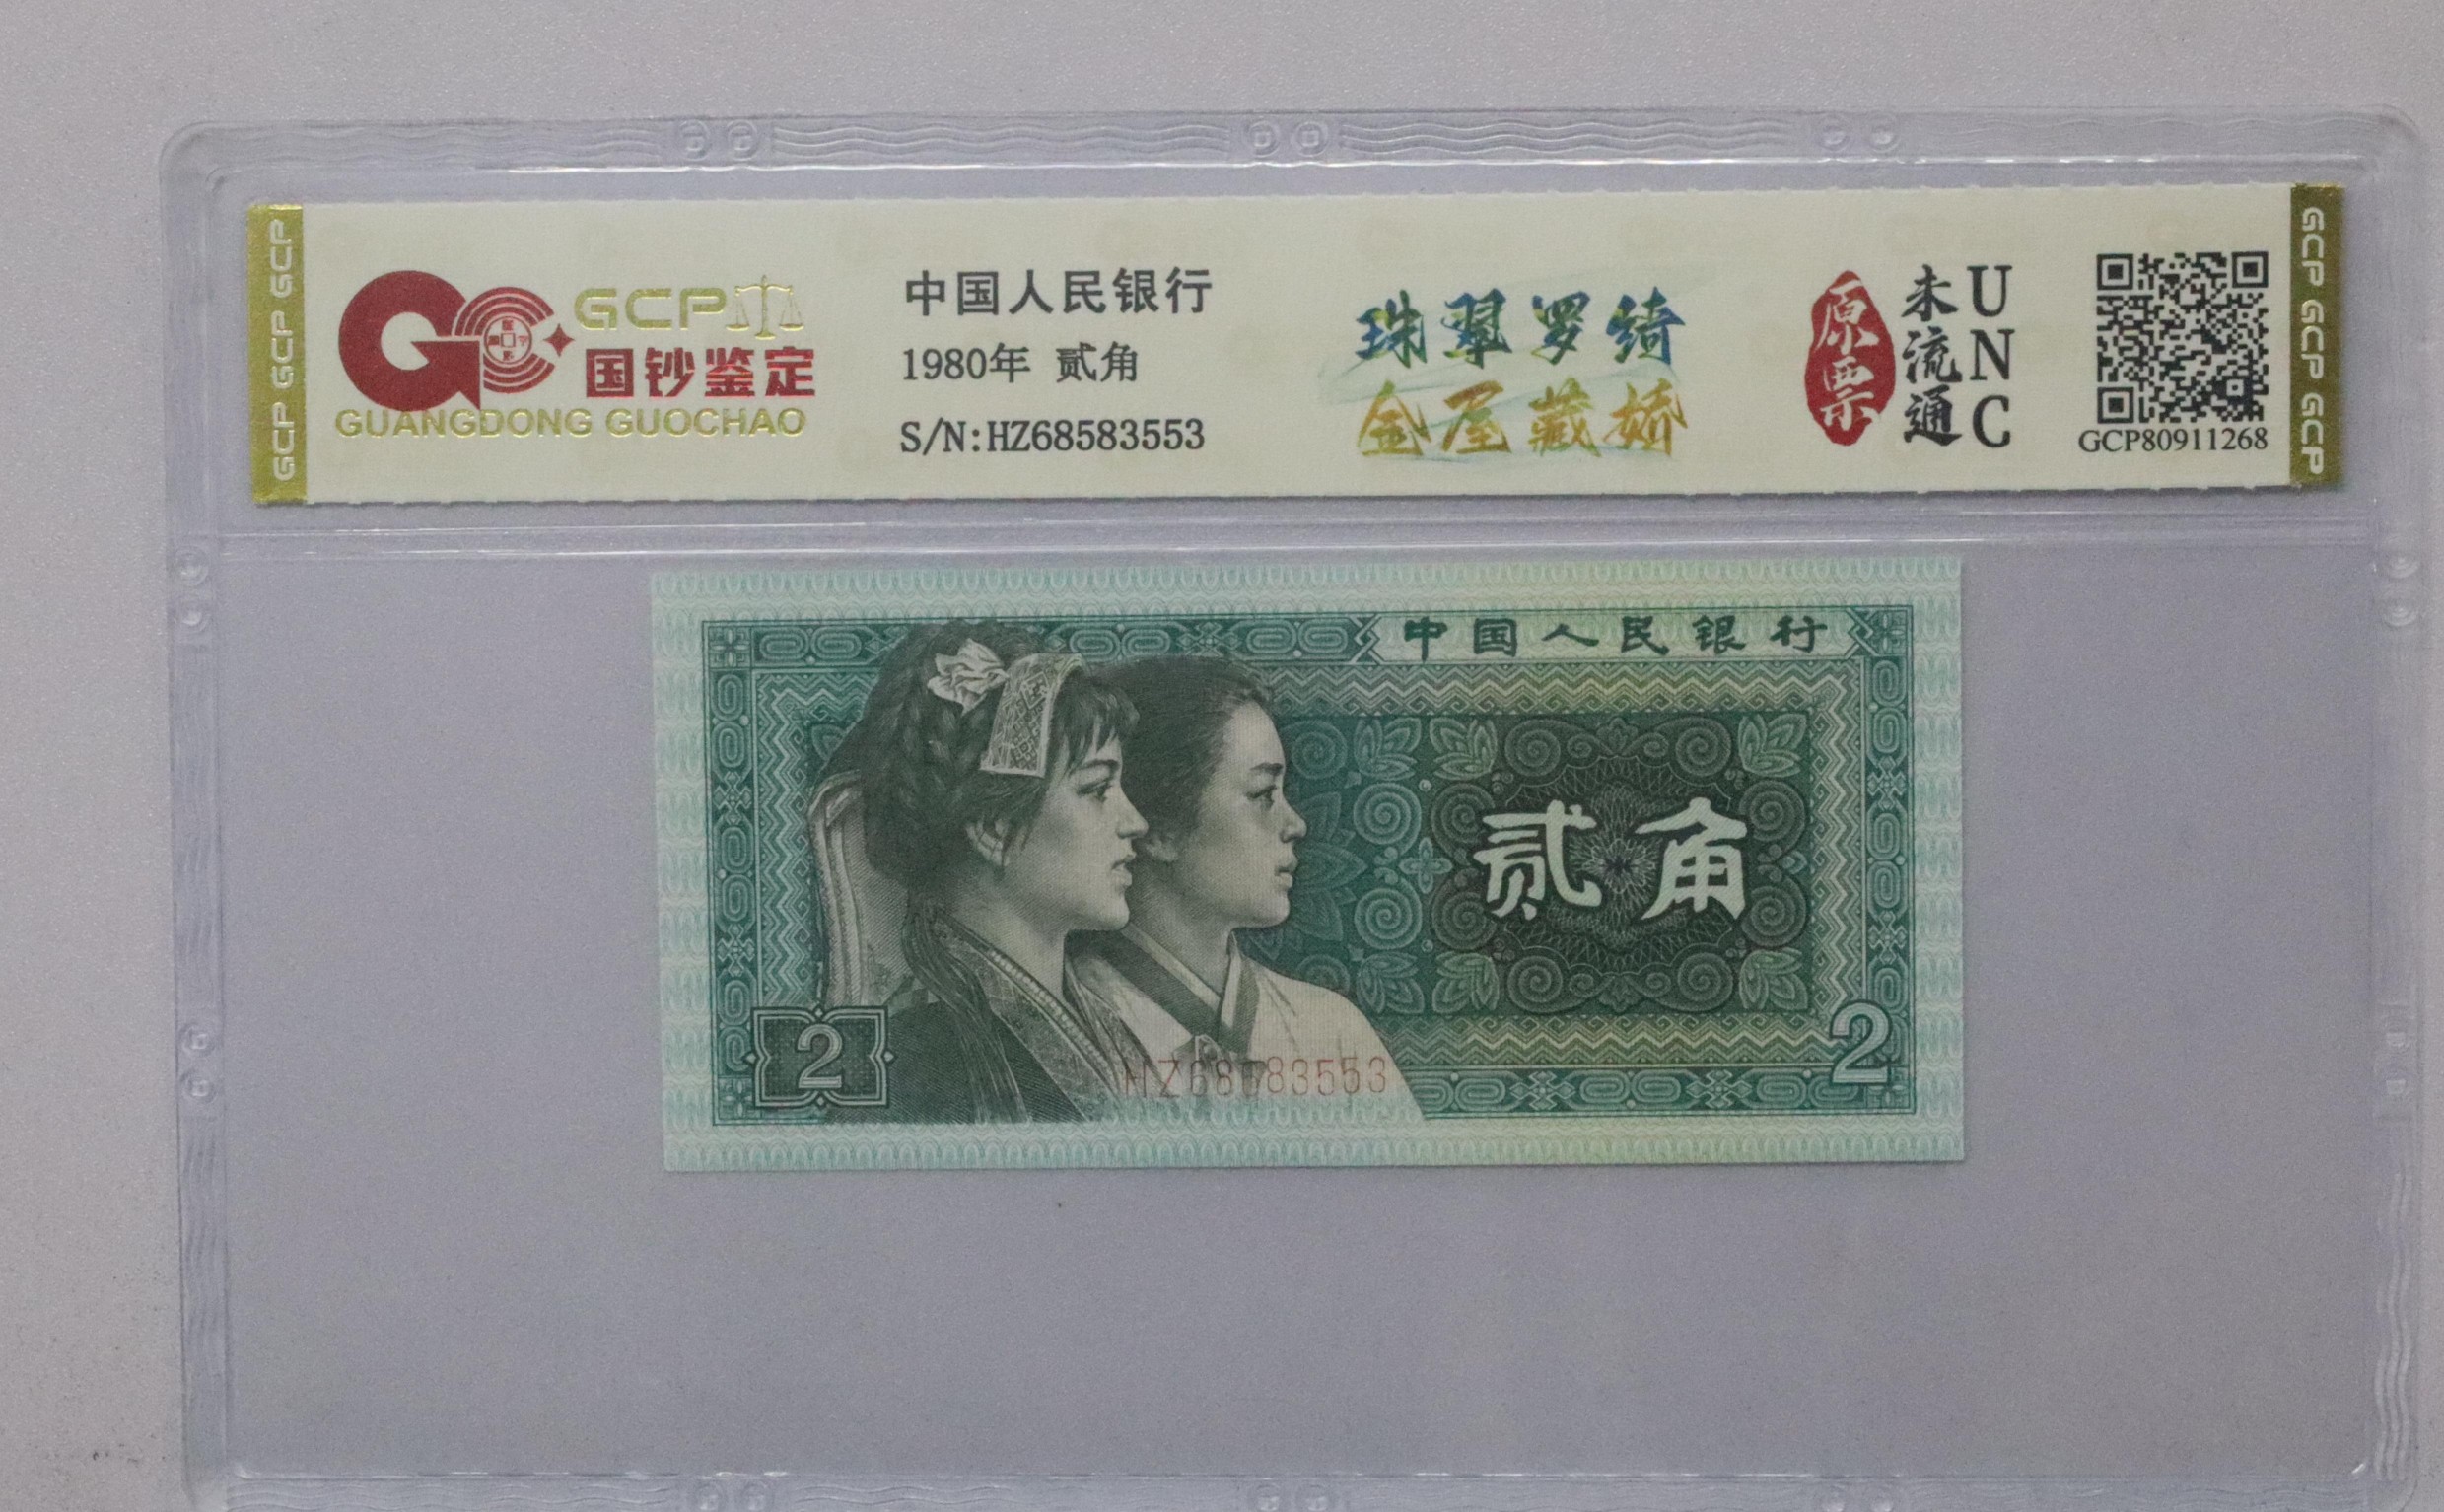 GCP GCP GCP
GCP
国钞鉴定
GUANGDONG GUOCHAO
中国人民银行
1980年 贰角
S/N:HZ68583553
珠翠罗绮
金屋藏娇
原票
未流通
UNC
GCP80911268
GCP GCP GCP
中国人民银行
贰角
2
2
HZ68583553